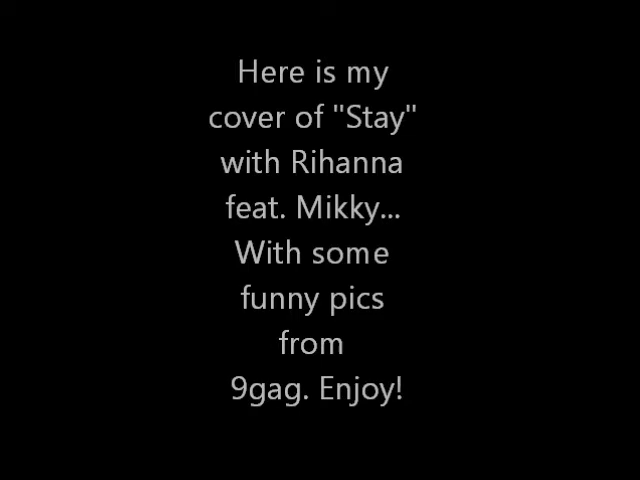 Here is my
cover of "Stay"
with Rihanna
feat. Mikky...
With some
funny pics
from
9gag. Enjoy!